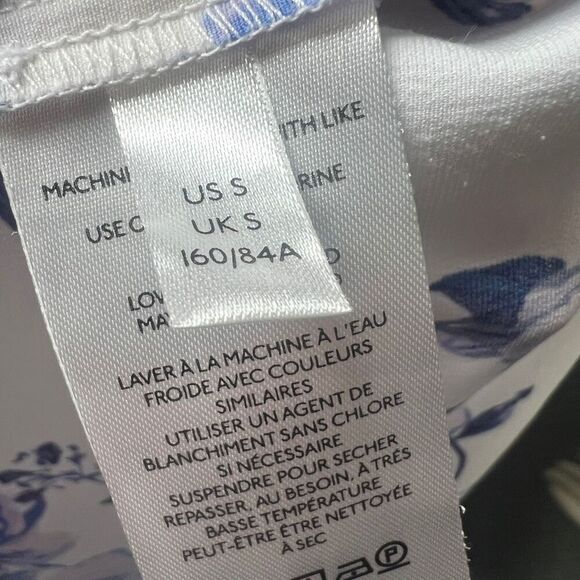 ITH LIKE
MACHIN
RINE
USE
US S
UK S
160/84A
LAVER À LA MACHINE À L'EAU
FROIDE AVEC COULEURS
SIMILAIRES
UTILISER UN AGENT DE
BLANCHIMENT SANS CHLORE
SI NÉCESSAIRE
SUSPENDRE POUR SECHER
REPASSER, AU BESOIN, À TRÉS
BASSE TEMPÉRATURE
PEUT-ÊTRE ÊTRE NETTOYÉE
À SEC
P